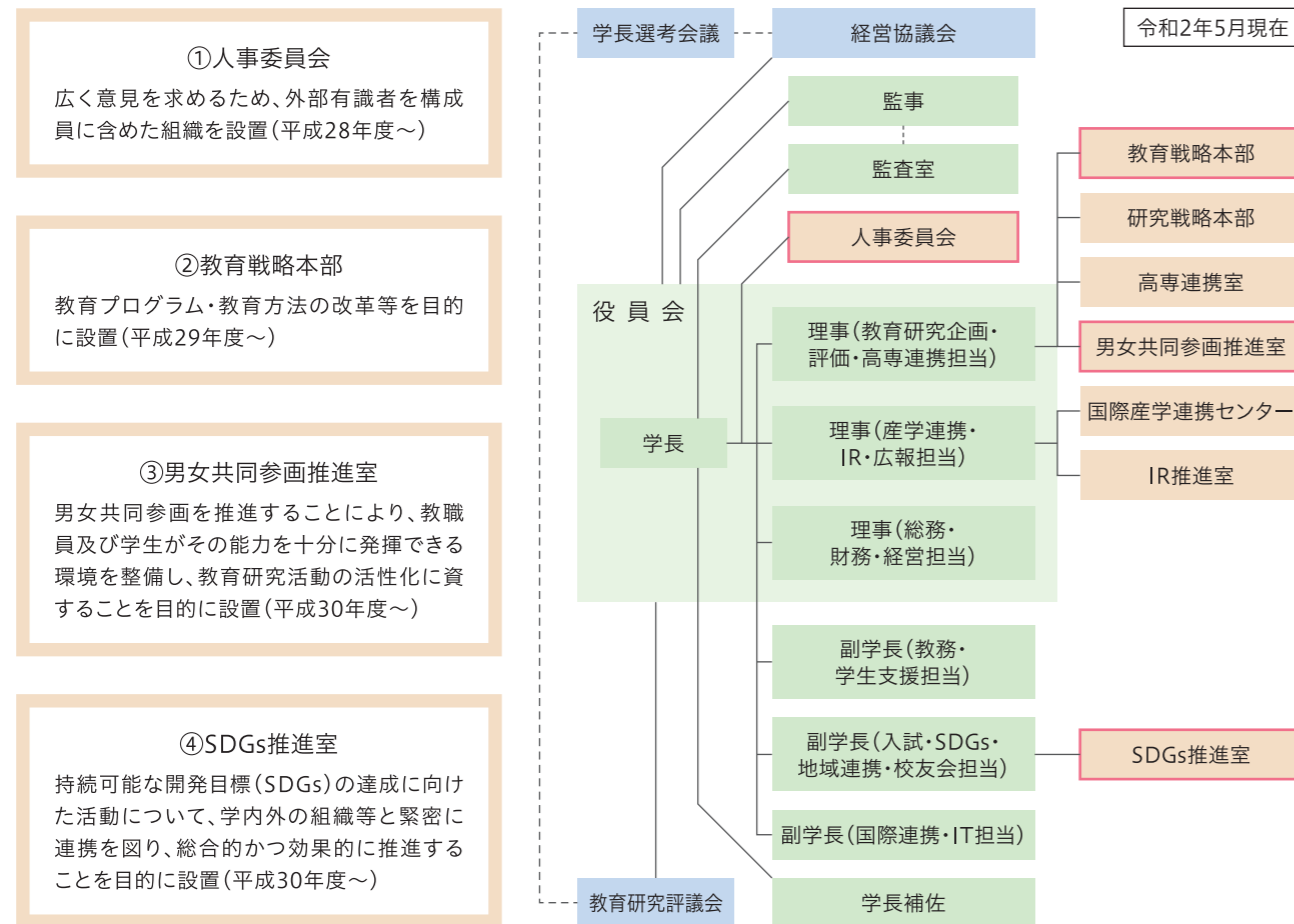 ①人事委員会
広く意見を求めるため、外部有識者を構成
員に含めた組織を設置(平成28年度～)
②教育戦略本部
教育プログラム・教育方法の改革等を目的
に設置(平成29年度～)
③男女共同参画推進室
男女共同参画を推進することにより、教職
員及び学生がその能力を十分に発揮できる
環境を整備し、教育研究活動の活性化に資
することを目的に設置(平成30年度～)
④SDGs推進室
持続可能な開発目標(SDGs)の達成に向け
た活動について、学内外の組織等と緊密に
連携を図り、総合的かつ効果的に推進する
ことを目的に設置(平成30年度～)
令和2年5月現在
学長選考会議
経営協議会
監事
監査室
人事委員会
役員会
学長
理事(教育研究企画・
評価・高専連携担当)
理事(産学連携・
IR・広報担当)
理事(総務・
財務・経営担当)
副学長(教務・
学生支援担当)
副学長(入試・SDGs・
地域連携・校友会担当)
副学長(国際連携・IT担当)
教育研究評議会
学長補佐
教育戦略本部
研究戦略本部
高専連携室
男女共同参画推進室
国際産学連携センター
IR推進室
SDGs推進室